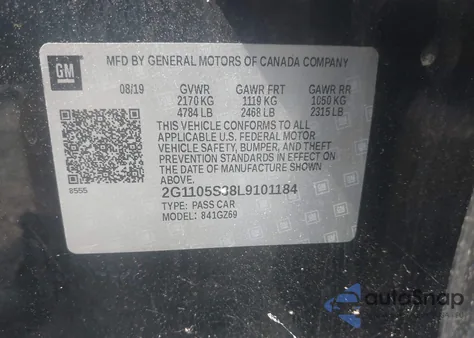 GM
MFD BY GENERAL MOTORS OF CANADA COMPANY
08/19 GVWR GAWR FRT GAWR RR
2170 KG 1119 KG 1050 KG
4784 LB 2468 LB 2315 LB
THIS VEHICLE CONFORMS TO ALL
APPLICABLE U.S. FEDERAL MOTOR
VEHICLE SAFETY, BUMPER, AND THEFT
PREVENTION STANDARDS IN EFFECT ON
THE DATE OF MANUFACTURE SHOWN
ABOVE.
8555
2G1105S38L9101184
TYPE: PASS CAR
MODEL: 841GZ69
autoSnap